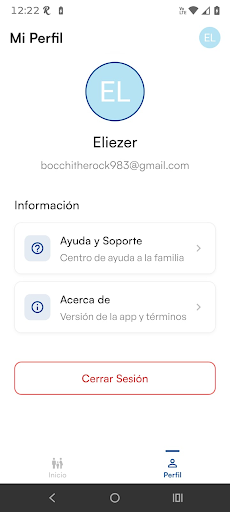 12:22
Mi Perfil
EL
EL
Eliezer
bocchitherock983@gmail.com
Información
Ayuda y Soporte
Centro de ayuda a la familia
Acerca de
Versión de la app y términos
Cerrar Sesión
Inicio
Perfil